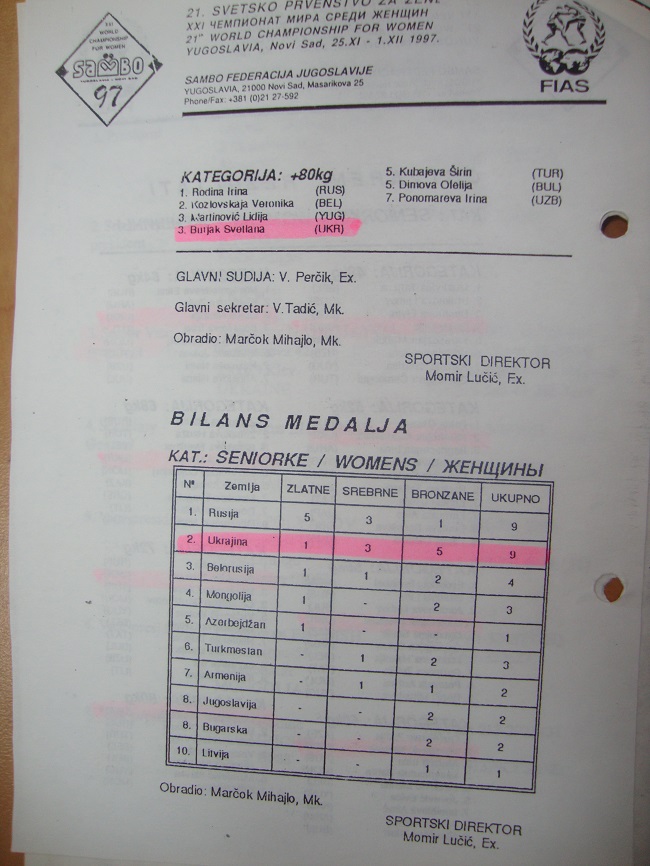 XXI
WORLD
CHAMPIONSHIP
FOR WOMEN
SAMBO
97
21. SVETSKO PRVENSTVO ZA ŽENE
XXI ЧЕМПИОНАТ МИРА СРЕДИ ЖЕНЩИН
21st WORLD CHAMPIONSHIP FOR WOMEN
YUGOSLAVIA, Novi Sad, 25.XI - 1.XII 1997.
SAMBO FEDERACIJA JUGOSLAVIJE
YUGOSLAVIA, 21000 Novi Sad, Masarikova 25
Phone/Fax: +381 (0)21 27-592
FIAS
KATEGORIJA: +80kg
1. Rodina Irina (RUS)
2. Kozlovskaja Veronika (BEL)
3. Martinović Lidija (YUG)
3. Burjak Svetlana (UKR)
5. Kubajeva Širin (TUR)
5. Dimova Ofelija (BUL)
7. Ponomareva Irina (UZB)
GLAVNI SUDIJA: V. Perčik, Ex.
Glavni sekretar: V.Tadić, Mk.
Obradio: Marčok Mihajlo, Mk.
SPORTSKI DIREKTOR
Momir Lučić, Ex.
BILANS MEDALJA
KAT.: SENIORKE / WOMENS / ЖЕНЩИНЫ
Nº Zemlja ZLATNE SREBRNE BRONZANE UKUPNO
1. Rusija 5 3 1 9
2. Ukrajina 1 3 5 9
3. Belorusija 1 1 2 4
4. Mongolija 1 - 2 3
5. Azerbejdžan 1 - - 1
6. Turkmestan - 1 2 3
7. Armenija - 1 1 2
8. Jugoslavija - - 2 2
8. Bugarska - - 2 2
10. Litvija - - 1 1
Obradio: Marčok Mihajlo, Mk.
SPORTSKI DIREKTOR
Momir Lučić, Ex.